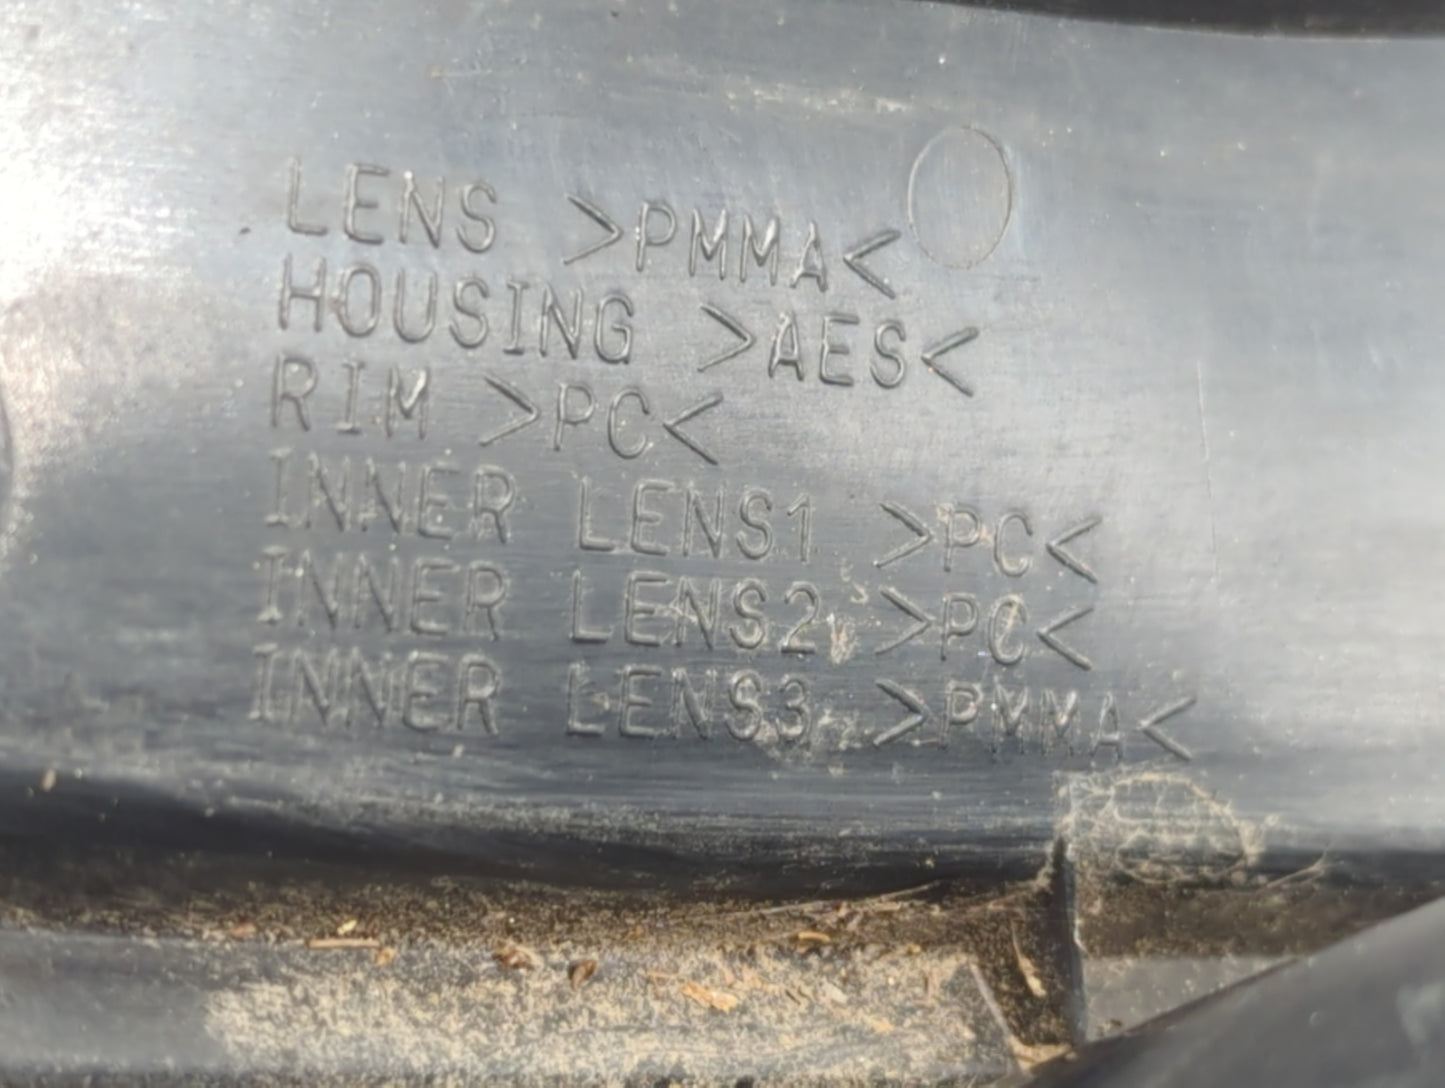 LENS >PMMA<
HOUSING >AES<
RIM >PC<
INNER LENS1 >PC<
INNER LENS2 >PC<
INNER LENS3 >PMMA<